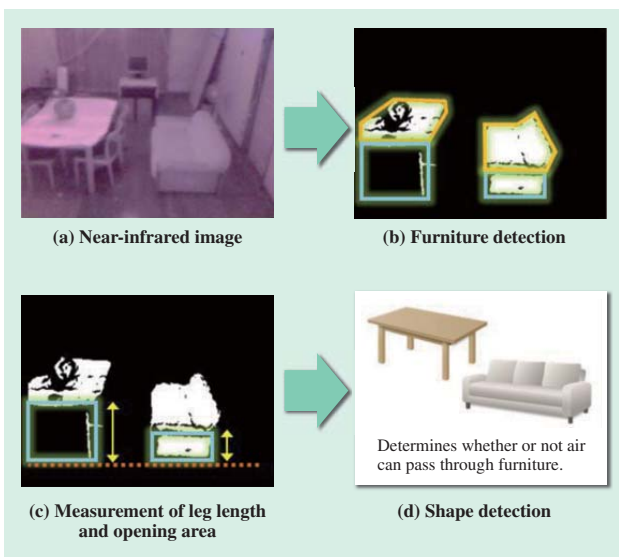 (a) Near-infrared image
(b) Furniture detection
(c) Measurement of leg length
and opening area
Determines whether or not air
can pass through furniture.
(d) Shape detection